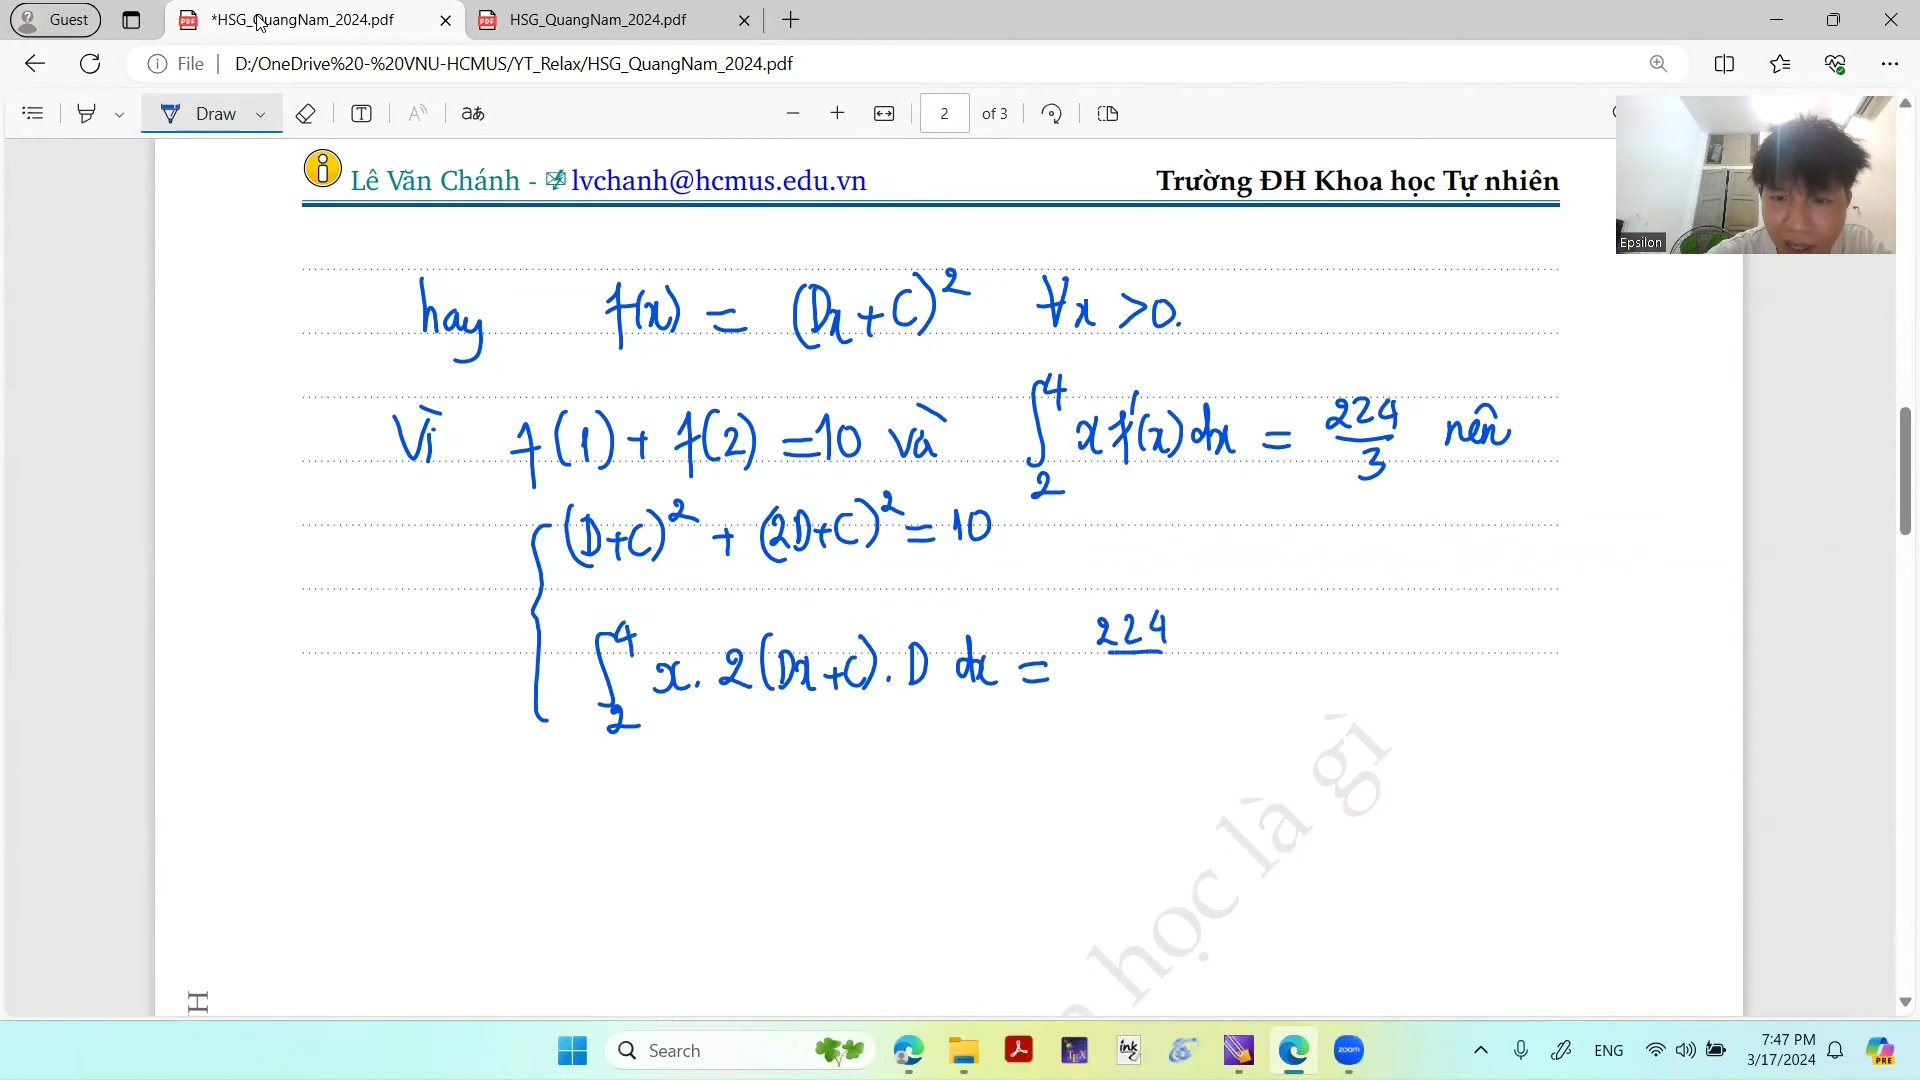 Guest
*HSG_QuangNam_2024.pdf
HSG_QuangNam_2024.pdf
File
D:/OneDrive%20-%20VNU-HCMUS/YT_Relax/HSG_QuangNam_2024.pdf
Draw
2 of 3
Lê Văn Chánh - lvchanh@hcmus.edu.vn
Trường ĐH Khoa học Tự nhiên
Epsilon
hay f(x) = (Dx+C)² ∀x >0.
Vì f(1) + f(2) = 10 và ∫₂⁴ x f'(x) dx = 224/3 nên
{ (D+C)² + (2D+C)² = 10
∫₂⁴ x. 2(Dx+C). D dx = 224
học là gì
H
Search
ENG
7:47 PM
3/17/2024